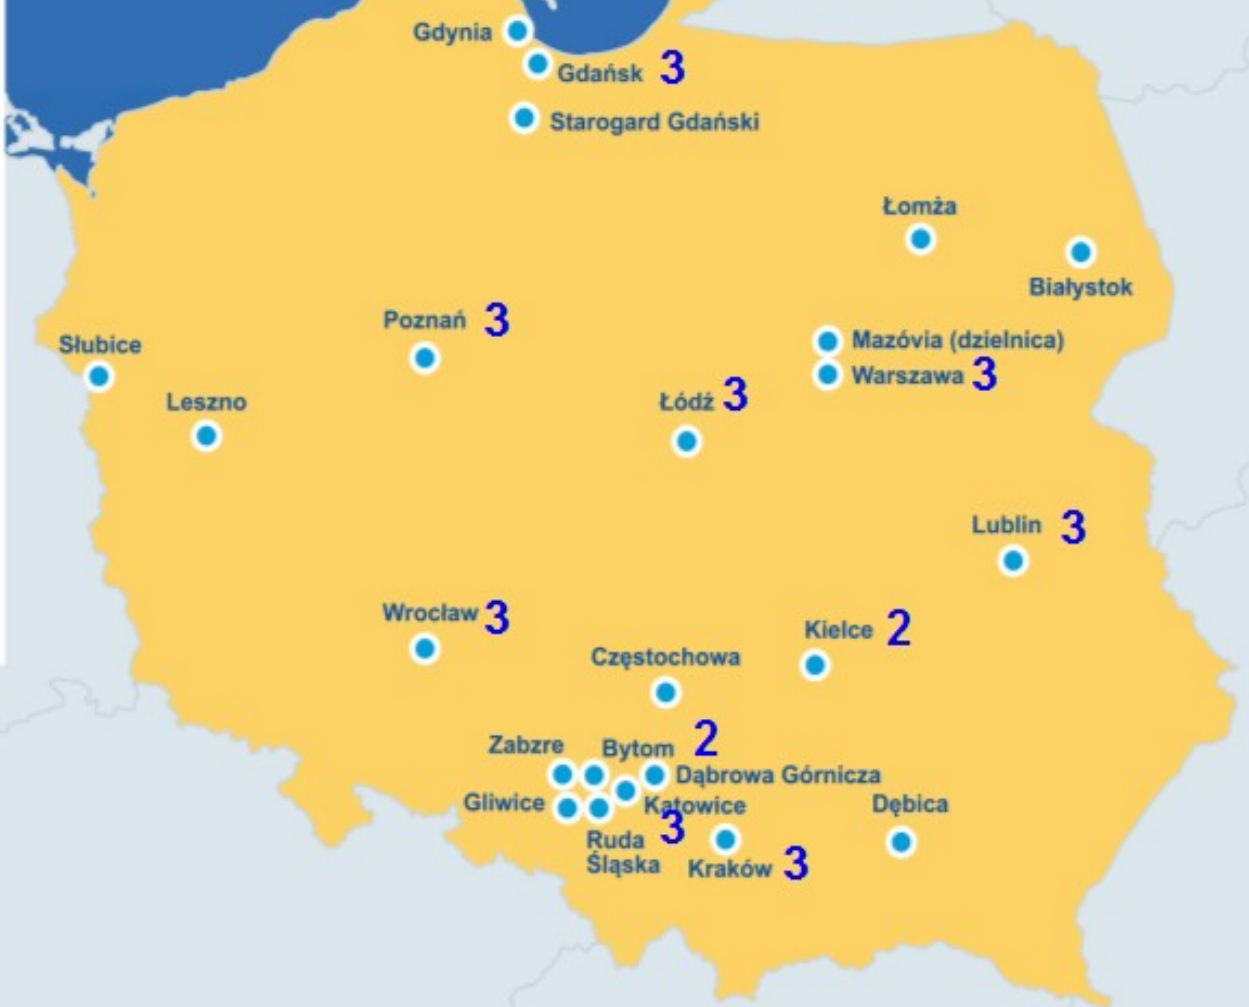 Gdynia
Gdańsk 3
Starogard Gdański
Łomża
Białystok
Poznań 3
Słubice
Mazóvia (dzielnica)
Warszawa 3
Leszno
Łódź 3
Lublin 3
Wrocław 3
Kielce 2
Częstochowa
Zabzre
Bytom 2
Dąbrowa Górnicza
Gliwice
Katowice 3
Dębica
Ruda
Śląska
Kraków 3